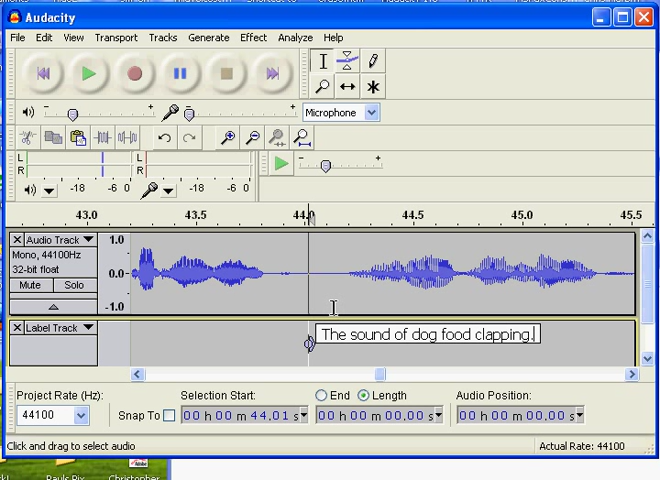 Audacity
File Edit View Transport Tracks Generate Effect Analyze Help
Microphone
L
R
-18 -6 0
L
R
-18 -6 0
43.0 43.5 44.0 44.5 45.0 45.5
Audio Track
Mono, 44100Hz
32-bit float
Mute Solo
1.0
0.0
-1.0
Label Track
The sound of dog food clapping.
Project Rate (Hz): Selection Start: End Length Audio Position:
44100 Snap To 00 h 00 m 44.01 s 00 h 00 m 00.00 s 00 h 00 m 00.00 s
Click and drag to select audio Actual Rate: 44100
Pauls Pix Christopher